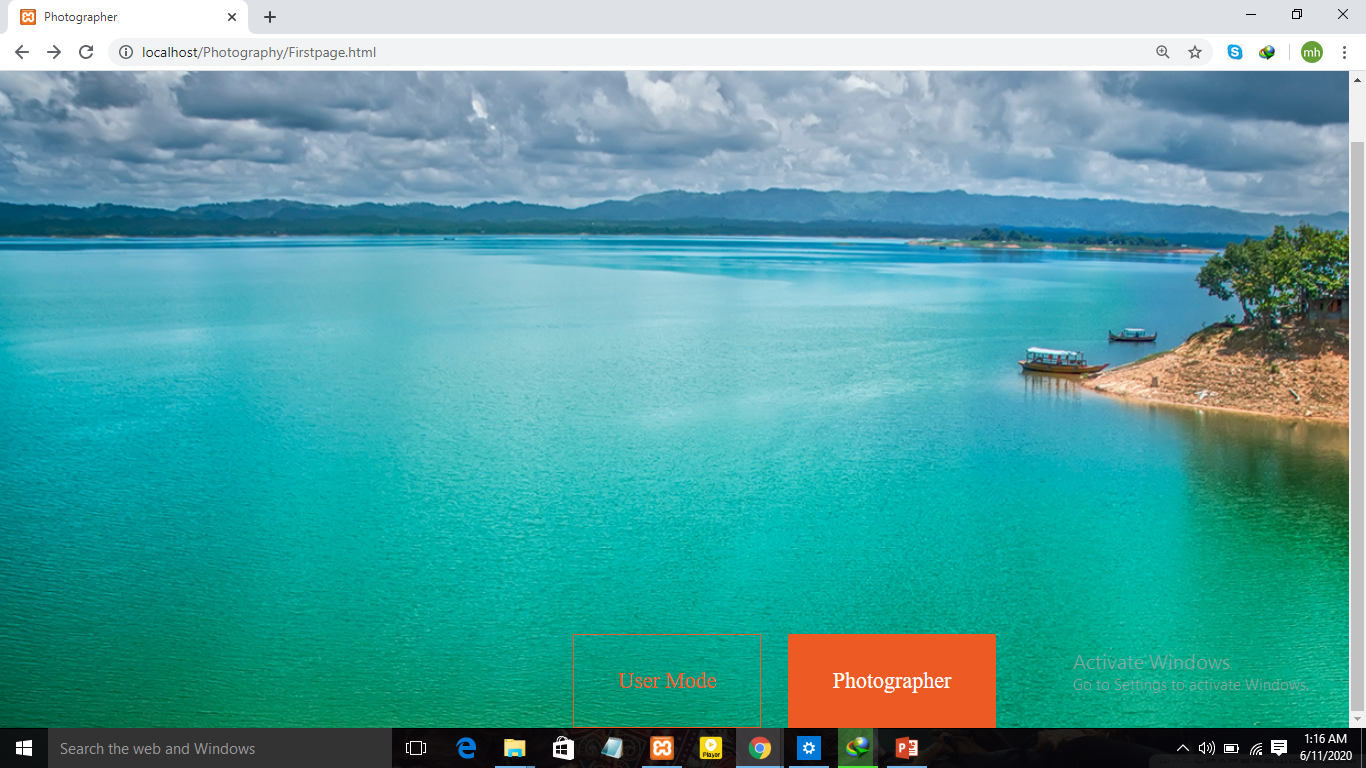 Photographer
localhost/Photography/Firstpage.html
mh
User Mode
Photographer
Activate Windows
Go to Settings to activate Windows.
Search the web and Windows
Player
1:16 AM
6/11/2020